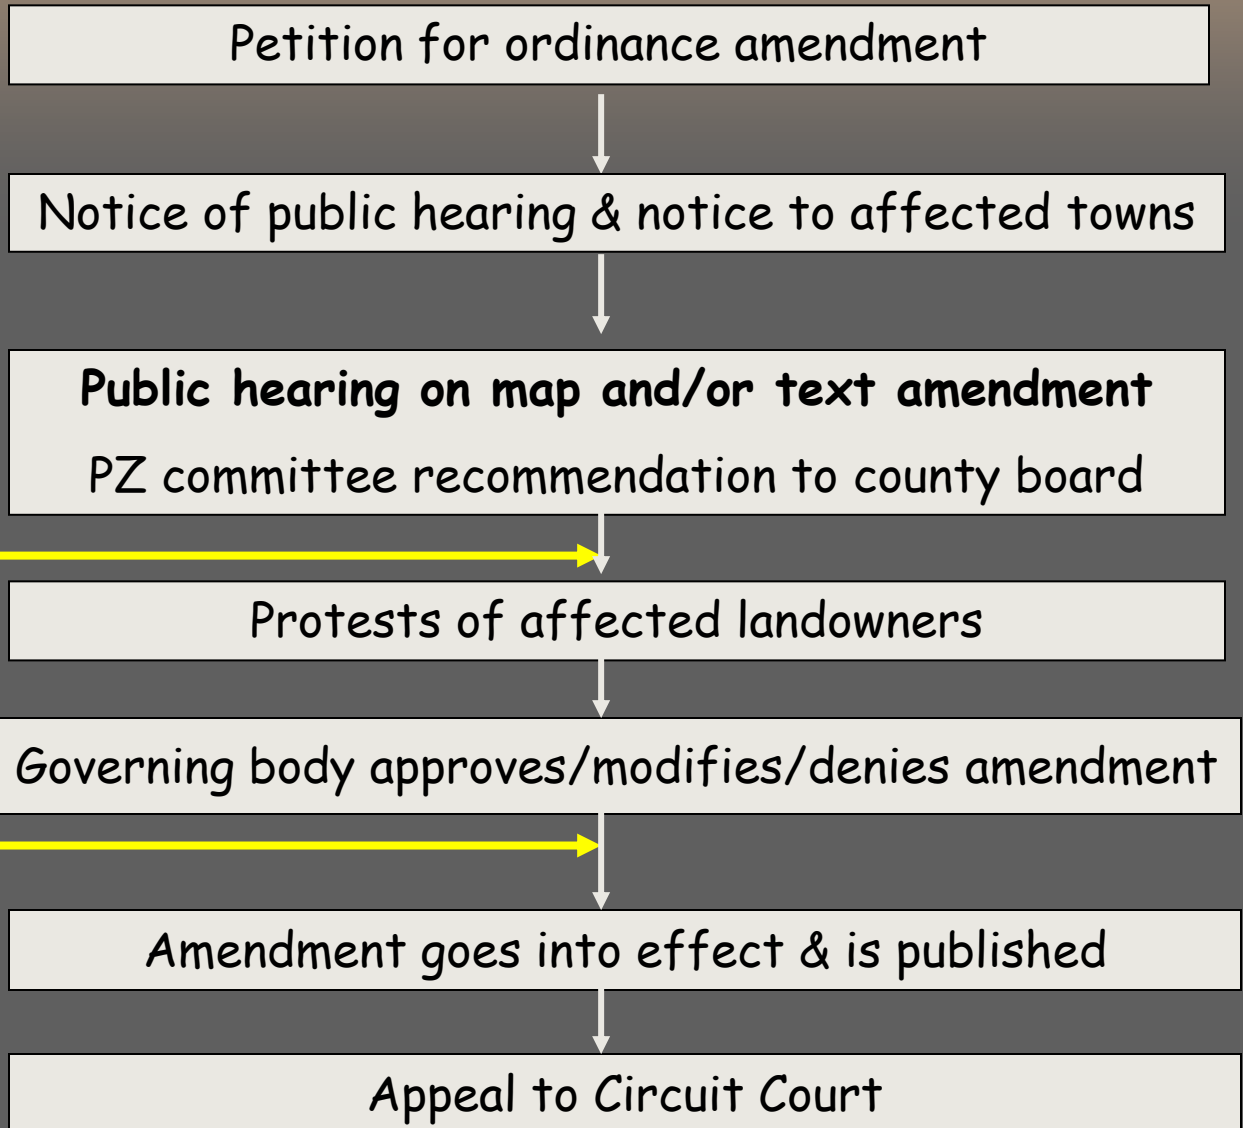 Petition for ordinance amendment
Notice of public hearing & notice to affected towns
Public hearing on map and/or text amendment
PZ committee recommendation to county board
Protests of affected landowners
Governing body approves/modifies/denies amendment
Amendment goes into effect & is published
Appeal to Circuit Court